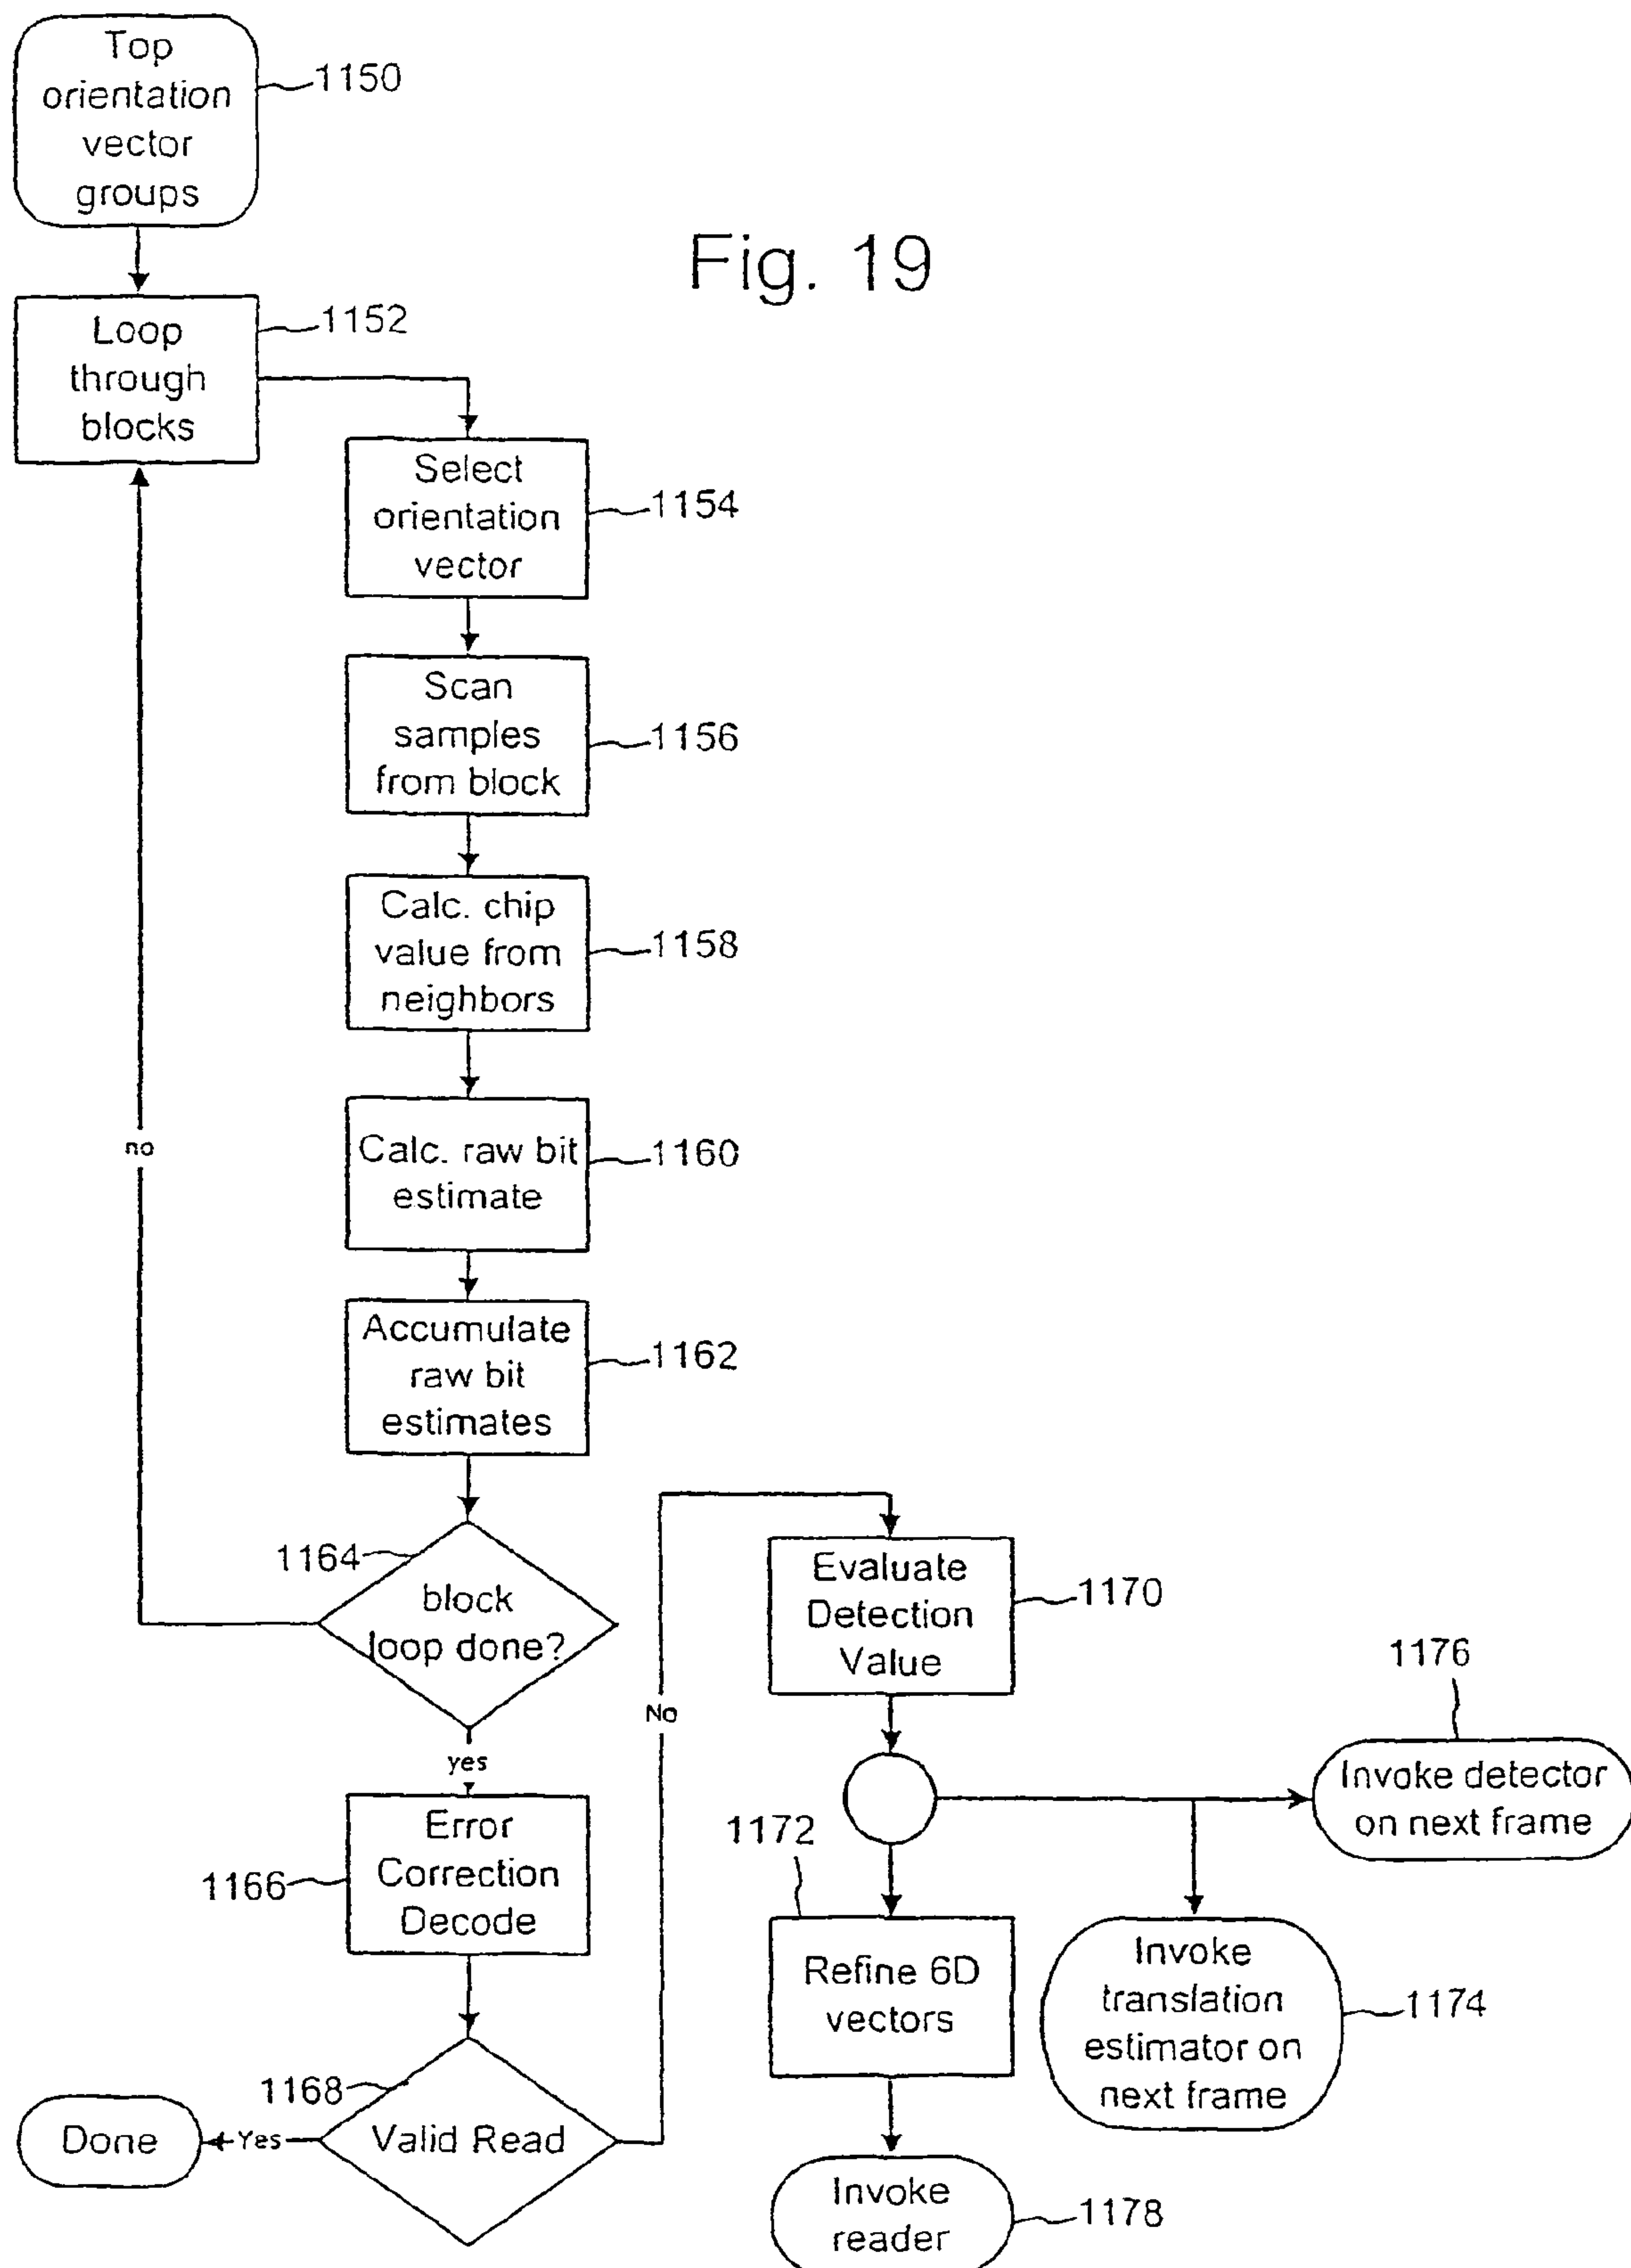 Top
orientation
vector
groups
1150
Fig. 19
Loop
through
blocks
1152
Select
orientation
vector
1154
Scan
samples
from block
1156
Calc. chip
value from
neighbors
1158
Calc. raw bit
estimate
1160
Accumulate
raw bit
estimates
1162
no
1164
block
loop done?
yes
Error
Correction
Decode
1166
1168
Valid Read
Yes
Done
No
Evaluate
Detection
Value
1170
1176
Invoke detector
on next frame
1172
Refine 6D
vectors
Invoke
translation
estimator on
next frame
1174
Invoke
reader
1178